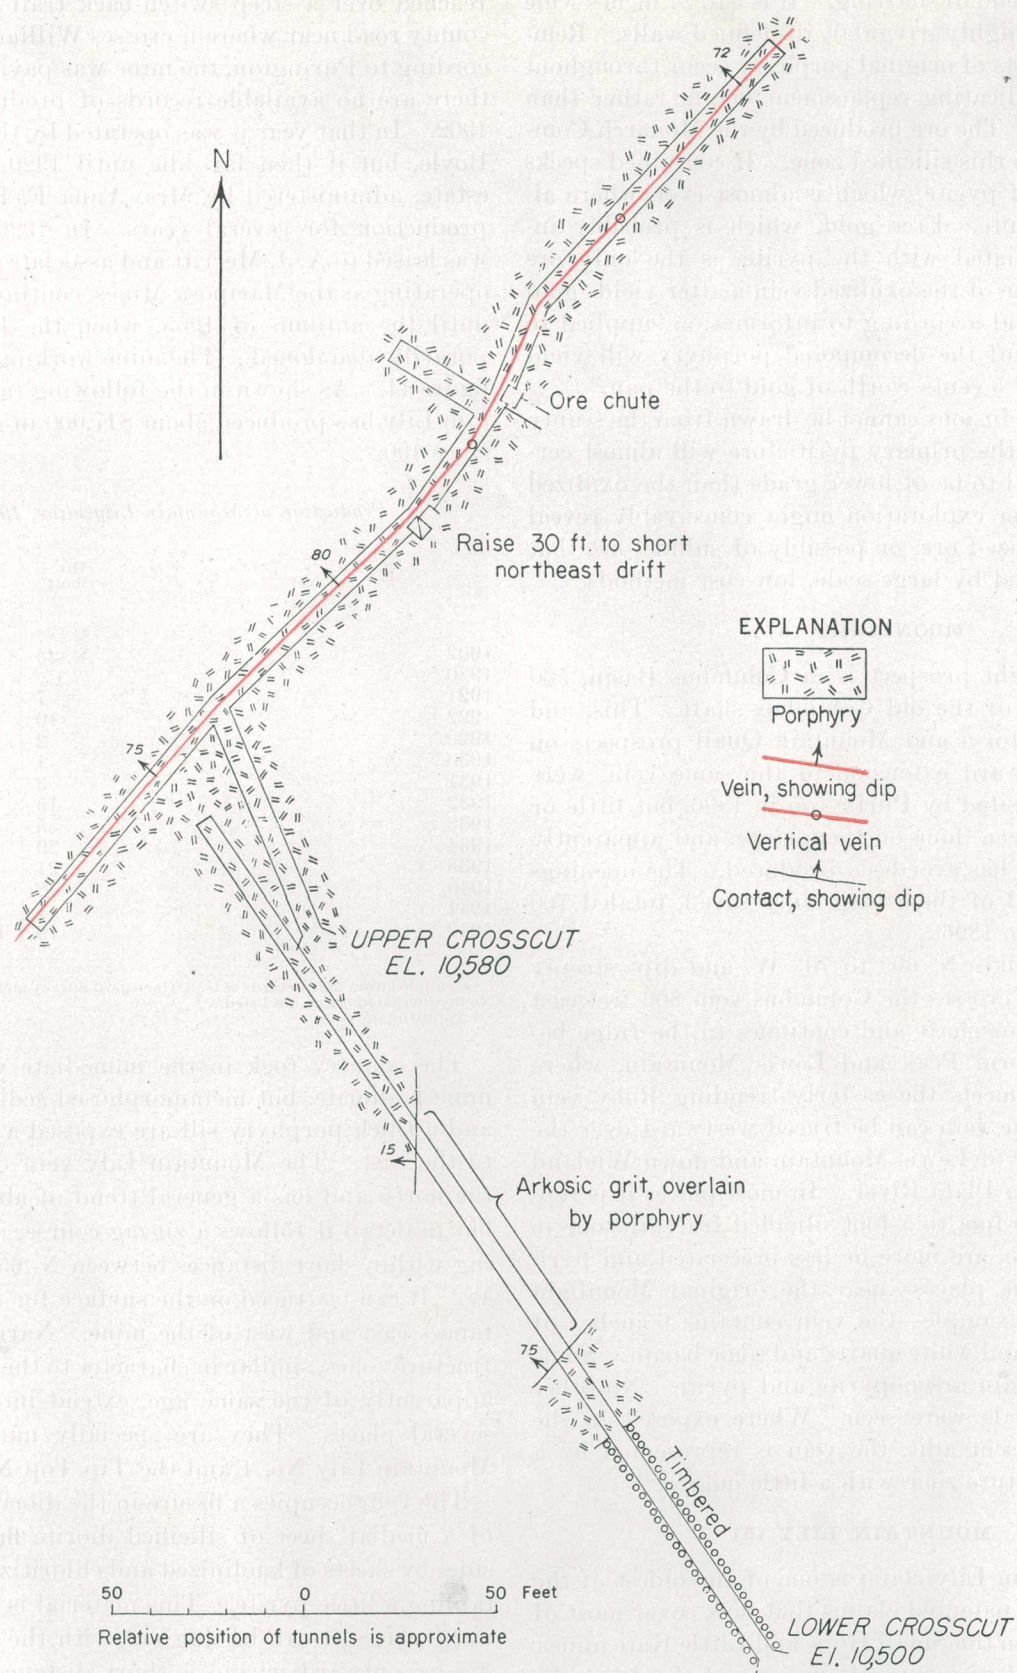 N
72
Ore chute
Raise 30 ft. to short
northeast drift
80
75
EXPLANATION
Porphyry
Vein, showing dip
Vertical vein
Contact, showing dip
UPPER CROSSCUT
EL. 10,580
15
Arkosic grit, overlain
by porphyry
75
Timbered
50 0 50 Feet
Relative position of tunnels is approximate
LOWER CROSSCUT
El. 10,500